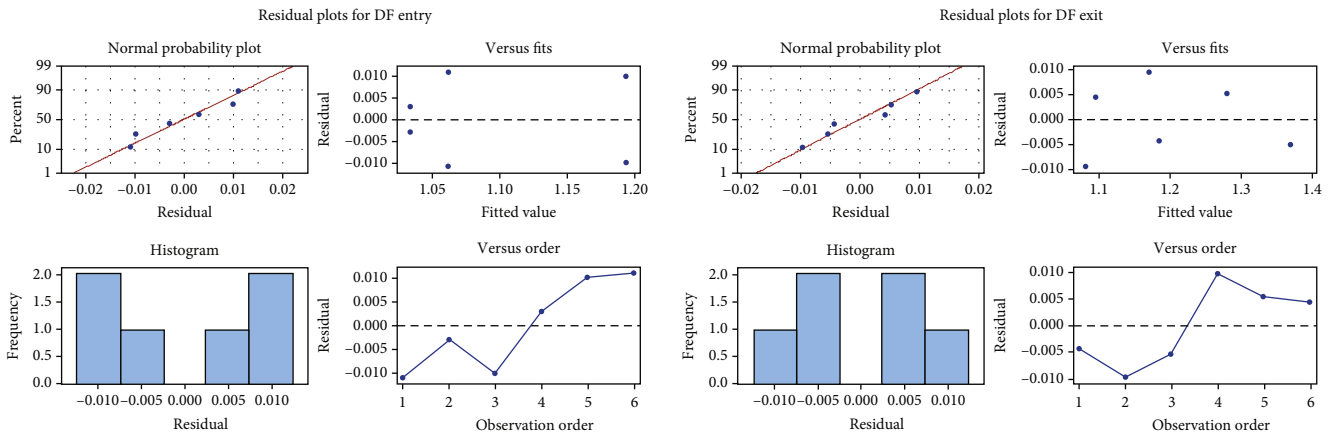 Residual plots for DF entry
Normal probability plot
Percent
99
90
50
10
1
−0.02 −0.01 0.00 0.01 0.02
Residual
Versus fits
Residual
0.010
0.005
0.000
−0.005
−0.010
1.05 1.10 1.15 1.20
Fitted value
Histogram
Frequency
2.0
1.5
1.0
0.5
0.0
−0.010 −0.005 0.000 0.005 0.010
Residual
Versus order
Residual
0.010
0.005
0.000
−0.005
−0.010
1 2 3 4 5 6
Observation order
Residual plots for DF exit
Normal probability plot
Percent
99
90
50
10
1
−0.02 −0.01 0.00 0.01 0.02
Residual
Versus fits
Residual
0.010
0.005
0.000
−0.005
−0.010
1.1 1.2 1.3 1.4
Fitted value
Histogram
Frequency
2.0
1.5
1.0
0.5
0.0
−0.010 −0.005 0.000 0.005 0.010
Residual
Versus order
Residual
0.010
0.005
0.000
−0.005
−0.010
1 2 3 4 5 6
Observation order